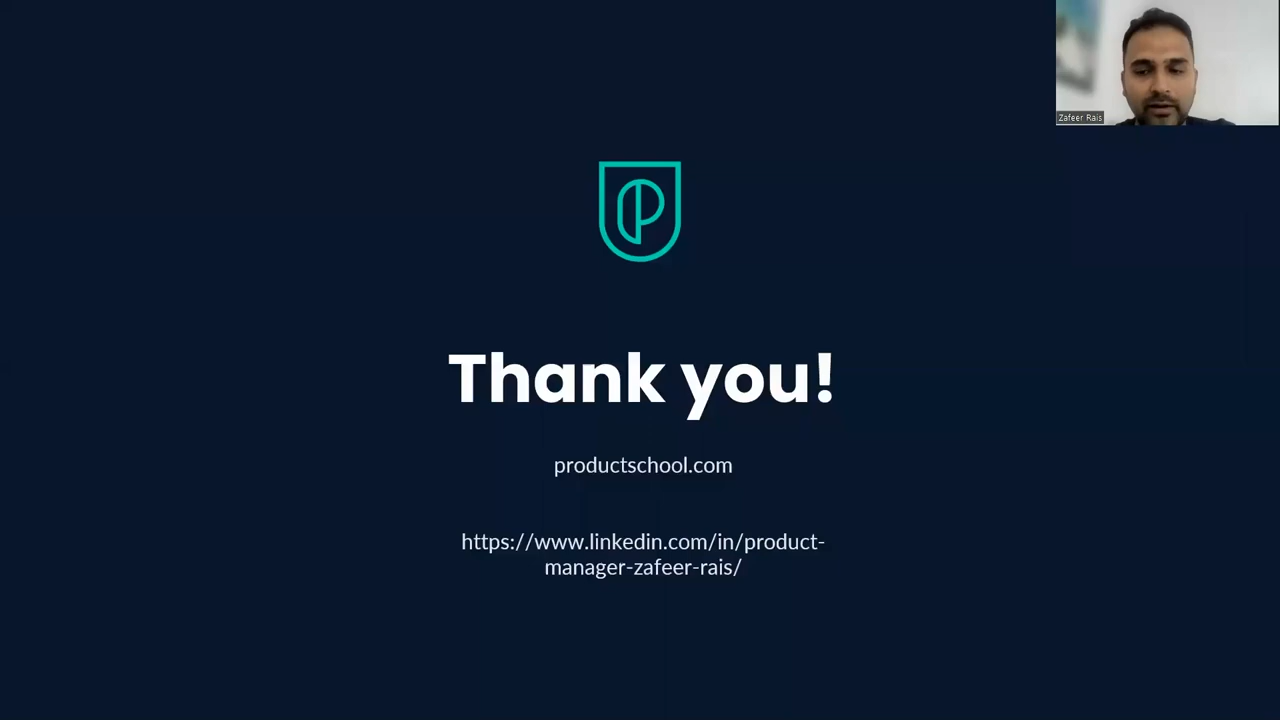 Zafeer Rais
Thank you!
productschool.com
https://www.linkedin.com/in/product-
manager-zafeer-rais/